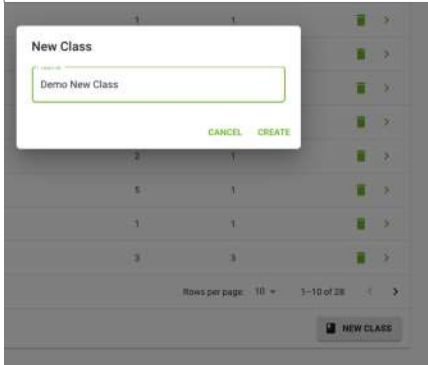 1 1
New Class
Name
Demo New Class
CANCEL CREATE
2 1
5 1
1 1
3 3
Rows per page: 10 1–10 of 28
NEW CLASS